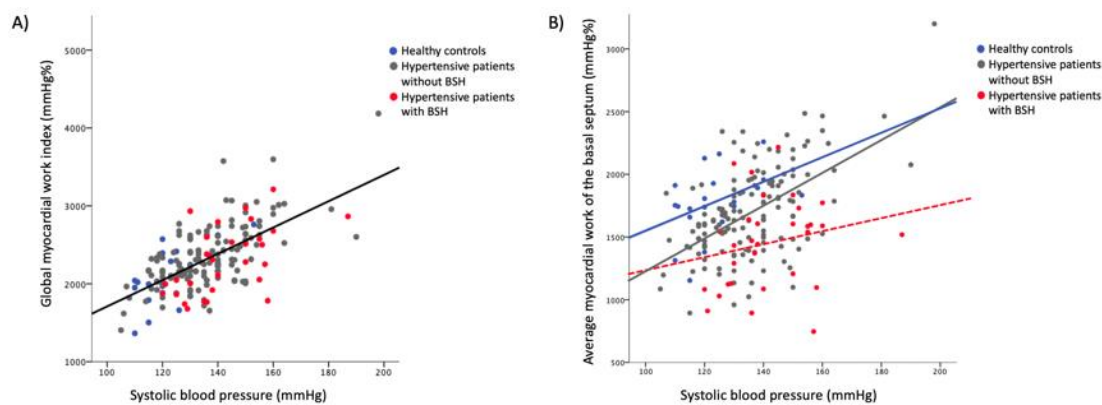 A)
Global myocardial work index (mmHg%)
5000
4000
3000
2000
1000
100 120 140 160 180 200
Systolic blood pressure (mmHg)
Healthy controls
Hypertensive patients
without BSH
Hypertensive patients
with BSH
B)
Average myocardial work of the basal septum (mmHg%)
3000
2500
2000
1500
1000
500
100 120 140 160 180 200
Systolic blood pressure (mmHg)
Healthy controls
Hypertensive patients
without BSH
Hypertensive patients
with BSH